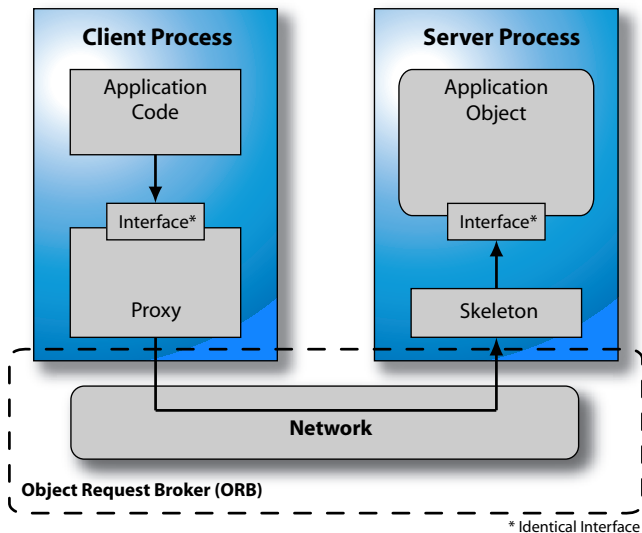 Client Process
Application
Code
Interface*
Proxy
Server Process
Application
Object
Interface*
Skeleton
Network
Object Request Broker (ORB)
* Identical Interface